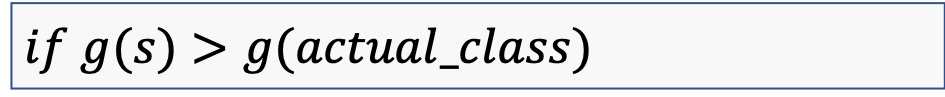 if g(s) > g(actual_class)